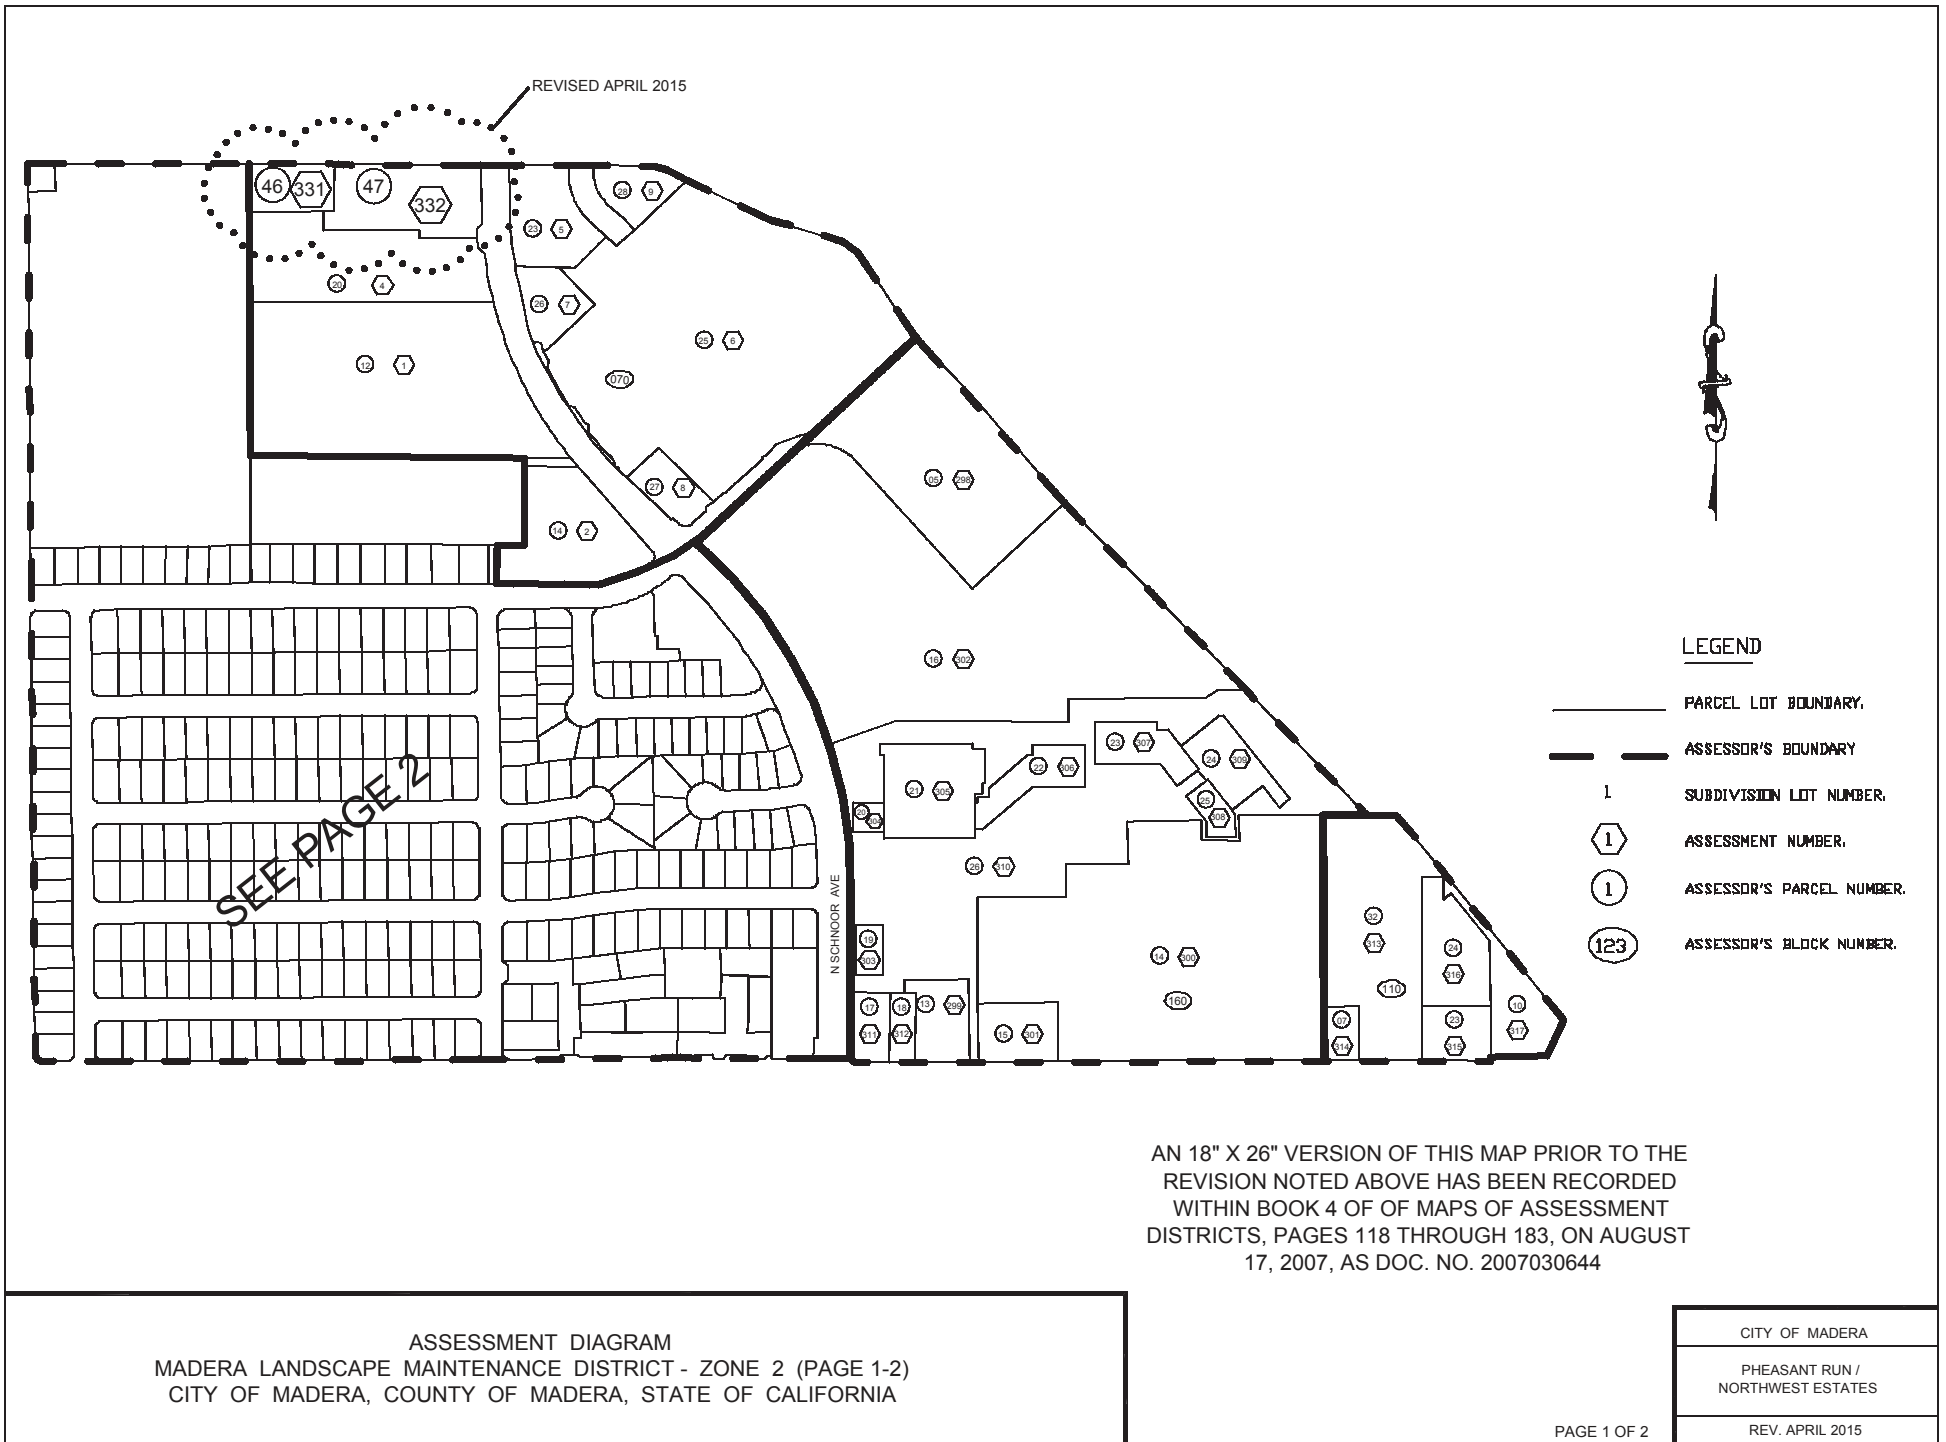 REVISED APRIL 2015
46 331 47 332
28 9
23 5
20 4
26 7
25 6
12 1
070
27 8
05 298
14 2
16 302
23 307
24 309
22 306
21 305
25 308
20 304
26 310
SEE PAGE 2
N SCHNOOR AVE
19
303
32
313
24
316
14 300
160
110
17 18 13 299
311 312
15 301
07
314
23
315
10
317
LEGEND
PARCEL LOT BOUNDARY.
ASSESSOR'S BOUNDARY
1 SUBDIVISION LOT NUMBER.
1 ASSESSMENT NUMBER.
1 ASSESSOR'S PARCEL NUMBER.
123 ASSESSOR'S BLOCK NUMBER.
AN 18" X 26" VERSION OF THIS MAP PRIOR TO THE
REVISION NOTED ABOVE HAS BEEN RECORDED
WITHIN BOOK 4 OF OF MAPS OF ASSESSMENT
DISTRICTS, PAGES 118 THROUGH 183, ON AUGUST
17, 2007, AS DOC. NO. 2007030644
ASSESSMENT DIAGRAM
MADERA LANDSCAPE MAINTENANCE DISTRICT - ZONE 2 (PAGE 1-2)
CITY OF MADERA, COUNTY OF MADERA, STATE OF CALIFORNIA
PAGE 1 OF 2
CITY OF MADERA
PHEASANT RUN /
NORTHWEST ESTATES
REV. APRIL 2015